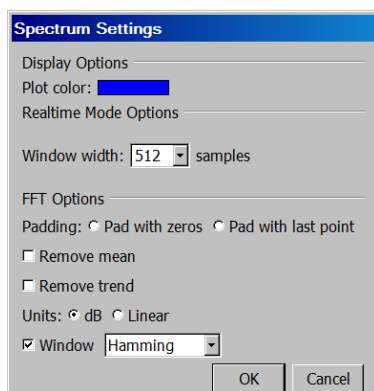 Spectrum Settings
Display Options
Plot color:
Realtime Mode Options
Window width: 512 samples
FFT Options
Padding: Pad with zeros Pad with last point
Remove mean
Remove trend
Units: dB Linear
Window Hamming
OK Cancel